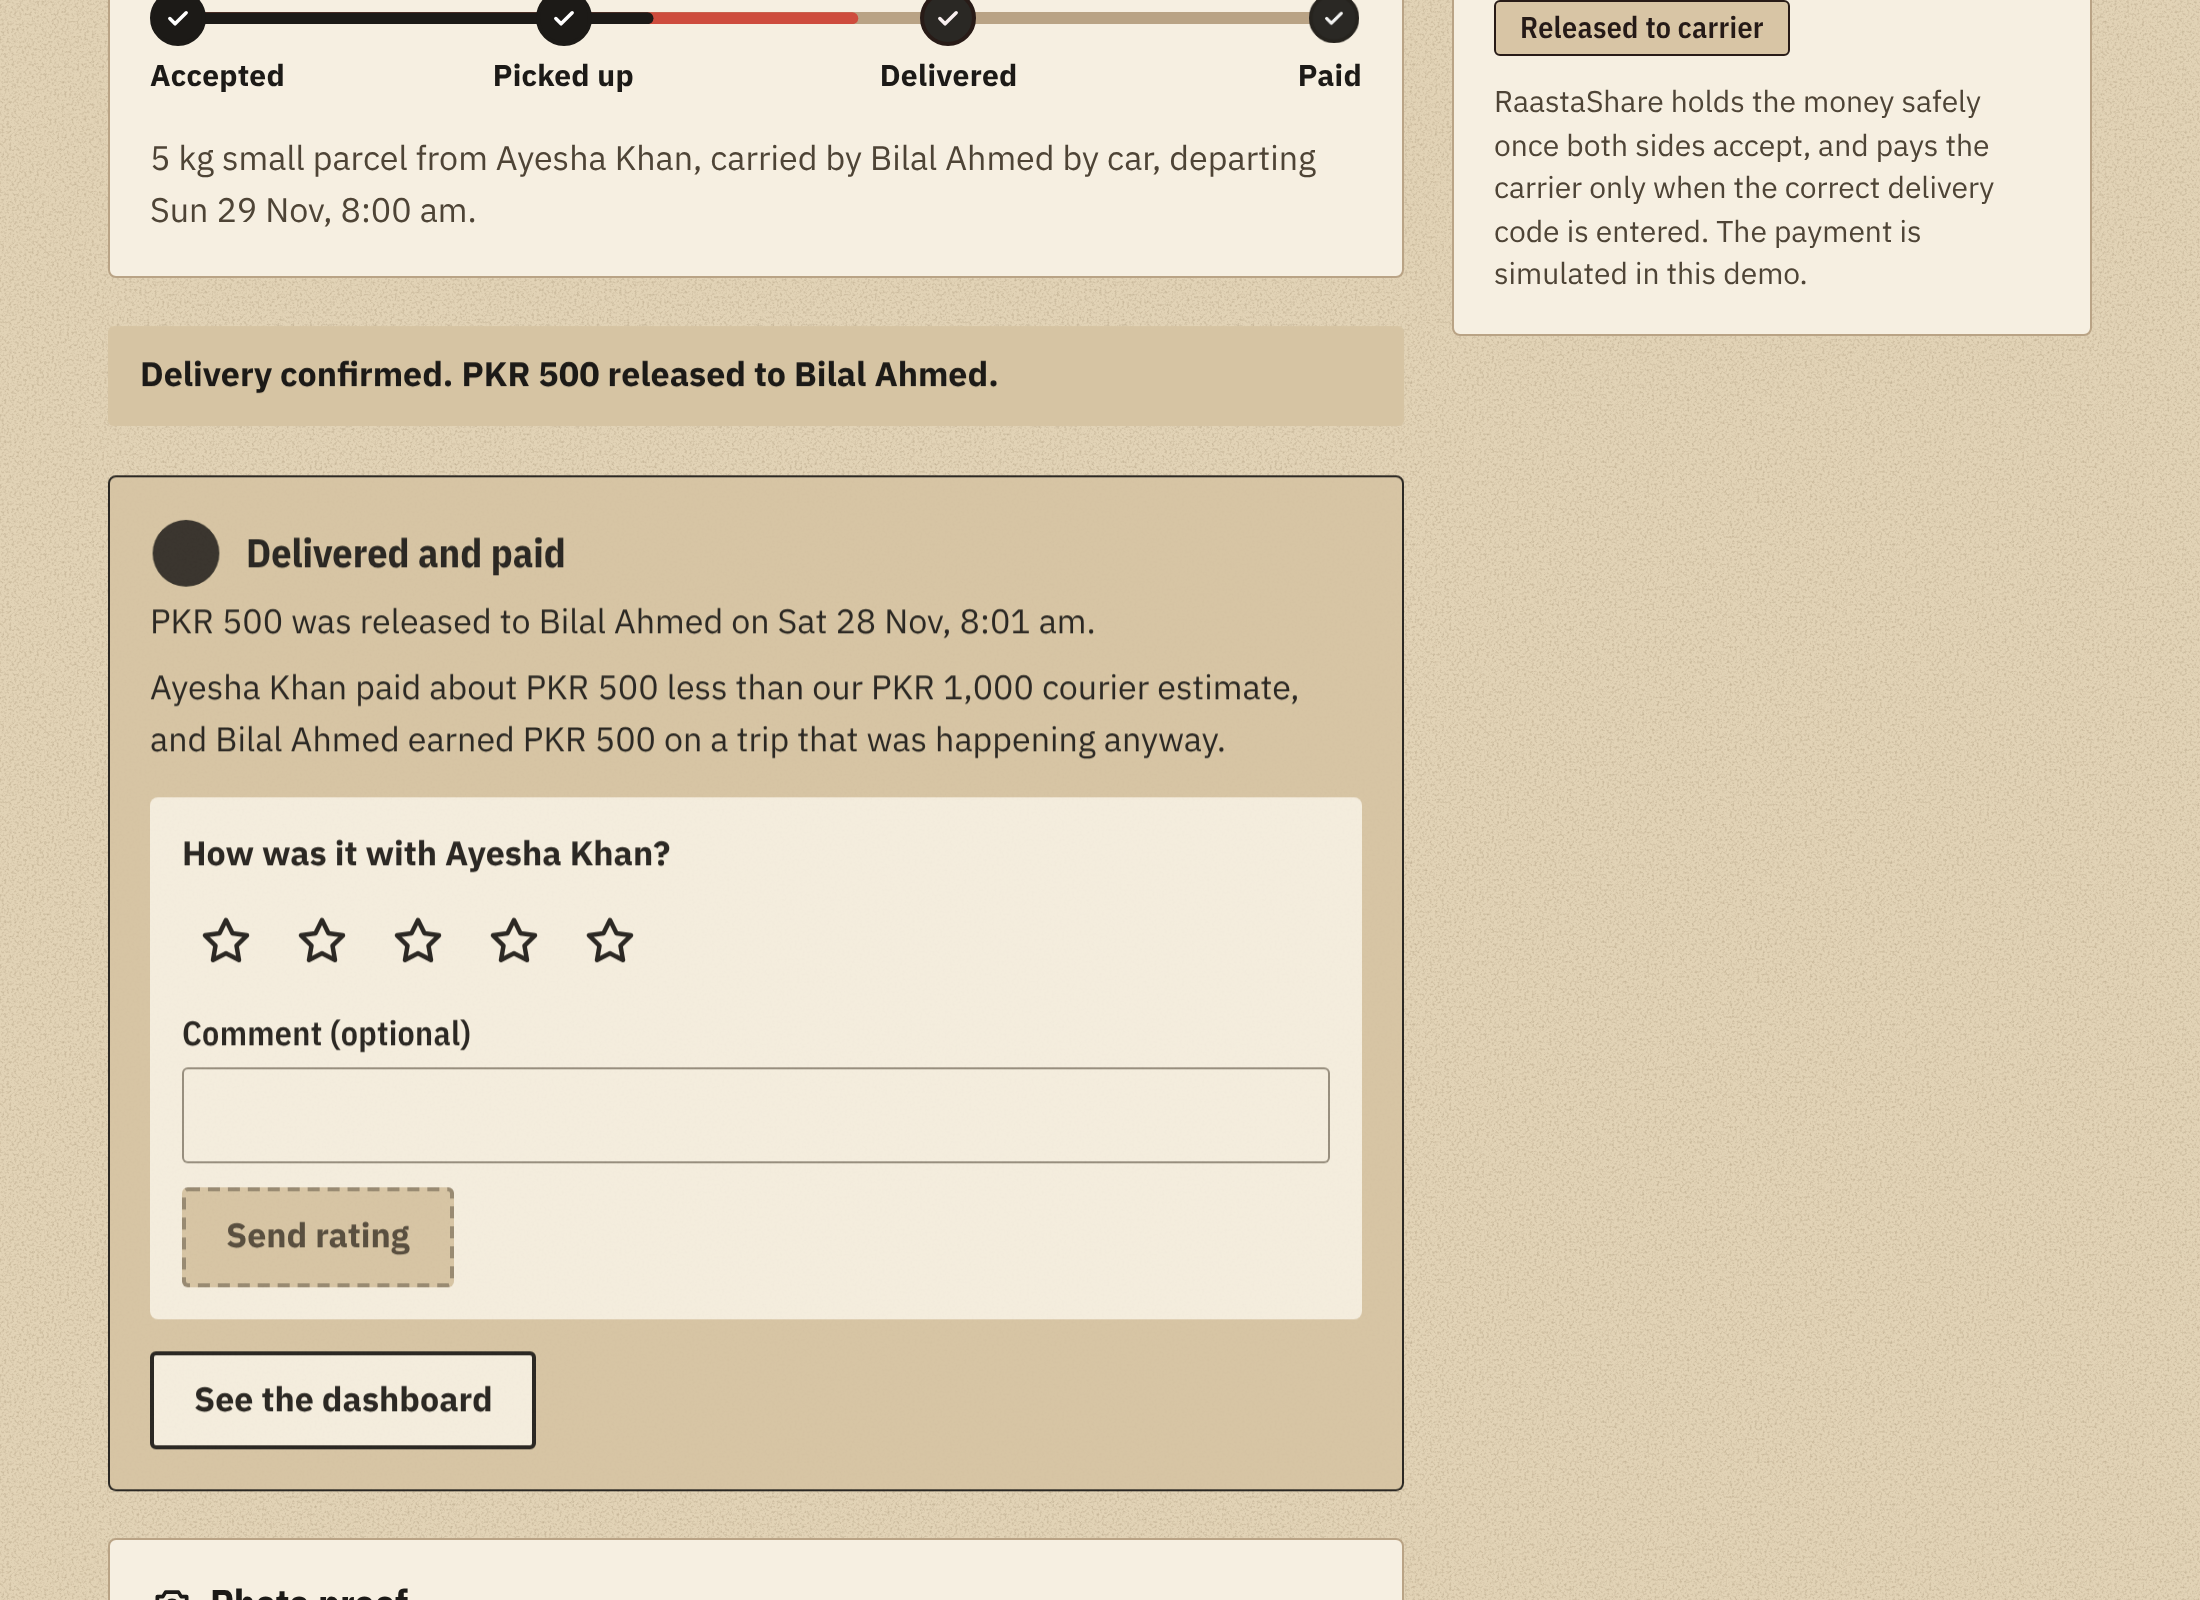 Accepted
Picked up
Delivered
Paid
5 kg small parcel from Ayesha Khan, carried by Bilal Ahmed by car, departing
Sun 29 Nov, 8:00 am.
Released to carrier
RaastaShare holds the money safely
once both sides accept, and pays the
carrier only when the correct delivery
code is entered. The payment is
simulated in this demo.
Delivery confirmed. PKR 500 released to Bilal Ahmed.
Delivered and paid
PKR 500 was released to Bilal Ahmed on Sat 28 Nov, 8:01 am.
Ayesha Khan paid about PKR 500 less than our PKR 1,000 courier estimate,
and Bilal Ahmed earned PKR 500 on a trip that was happening anyway.
How was it with Ayesha Khan?
Comment (optional)
Send rating
See the dashboard
Photo proof